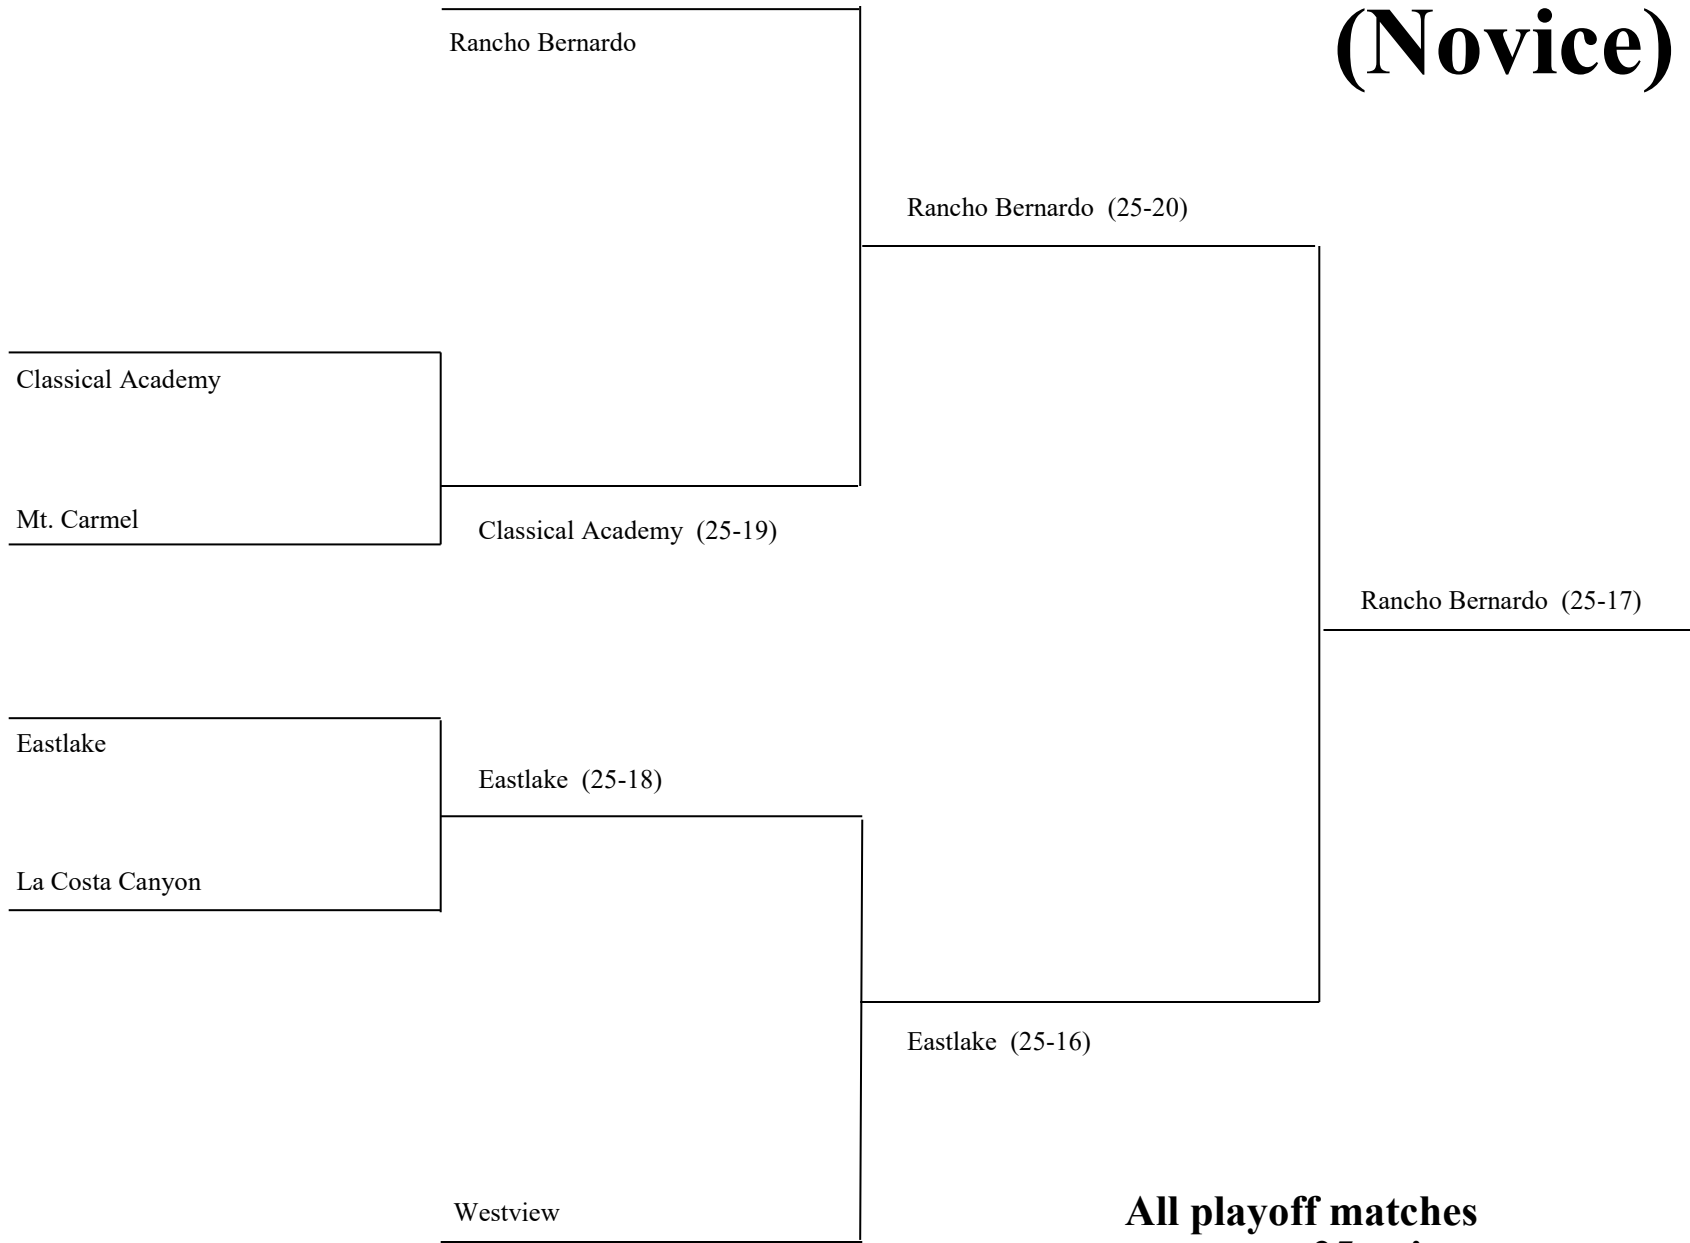 (Novice)
Rancho Bernardo
Rancho Bernardo (25-20)
Classical Academy
Mt. Carmel
Classical Academy (25-19)
Rancho Bernardo (25-17)
Eastlake
Eastlake (25-18)
La Costa Canyon
Eastlake (25-16)
Westview
All playoff matches